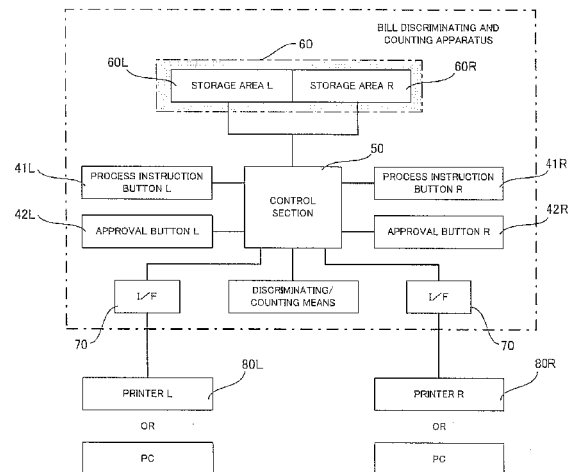 BILL DISCRIMINATING AND
COUNTING APPARATUS
60
60L
60R
STORAGE AREA L
STORAGE AREA R
50
41L
41R
PROCESS INSTRUCTION
BUTTON L
CONTROL
SECTION
PROCESS INSTRUCTION
BUTTON R
42L
42R
APPROVAL BUTTON L
APPROVAL BUTTON R
I/F
DISCRIMINATING/
COUNTING MEANS
I/F
70
70
80L
80R
PRINTER L
PRINTER R
OR
OR
PC
PC